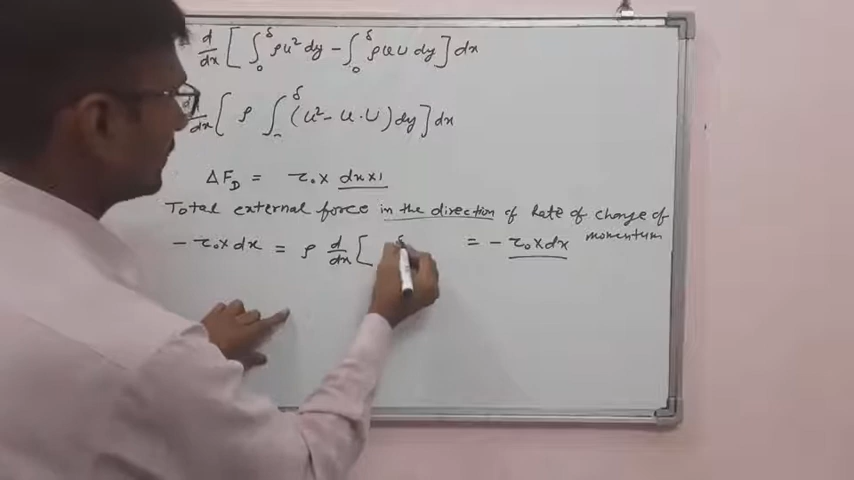 d/dx [ ∫₀^δ ρu² dy − ∫₀^δ ρuU dy ] dx
d/dx [ ρ ∫₀^δ (u² − u·U) dy ] dx
ΔF_D = τ₀ × dx×1
Total external force in the direction of Rate of change of momentum
− τ₀ × dx = ρ d/dx [ δ = − τ₀ × dx